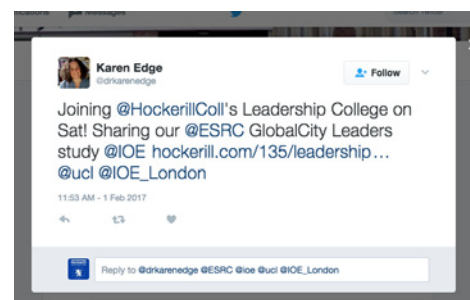 Messages
Karen Edge
@drkarenedge
Follow
Joining @HockerillColl's Leadership College on
Sat! Sharing our @ESRC GlobalCity Leaders
study @IOE hockerill.com/135/leadership...
@ucl @IOE_London
11:53 AM - 1 Feb 2017
Reply to @drkarenedge @ESRC @ioe @ucl @IOE_London